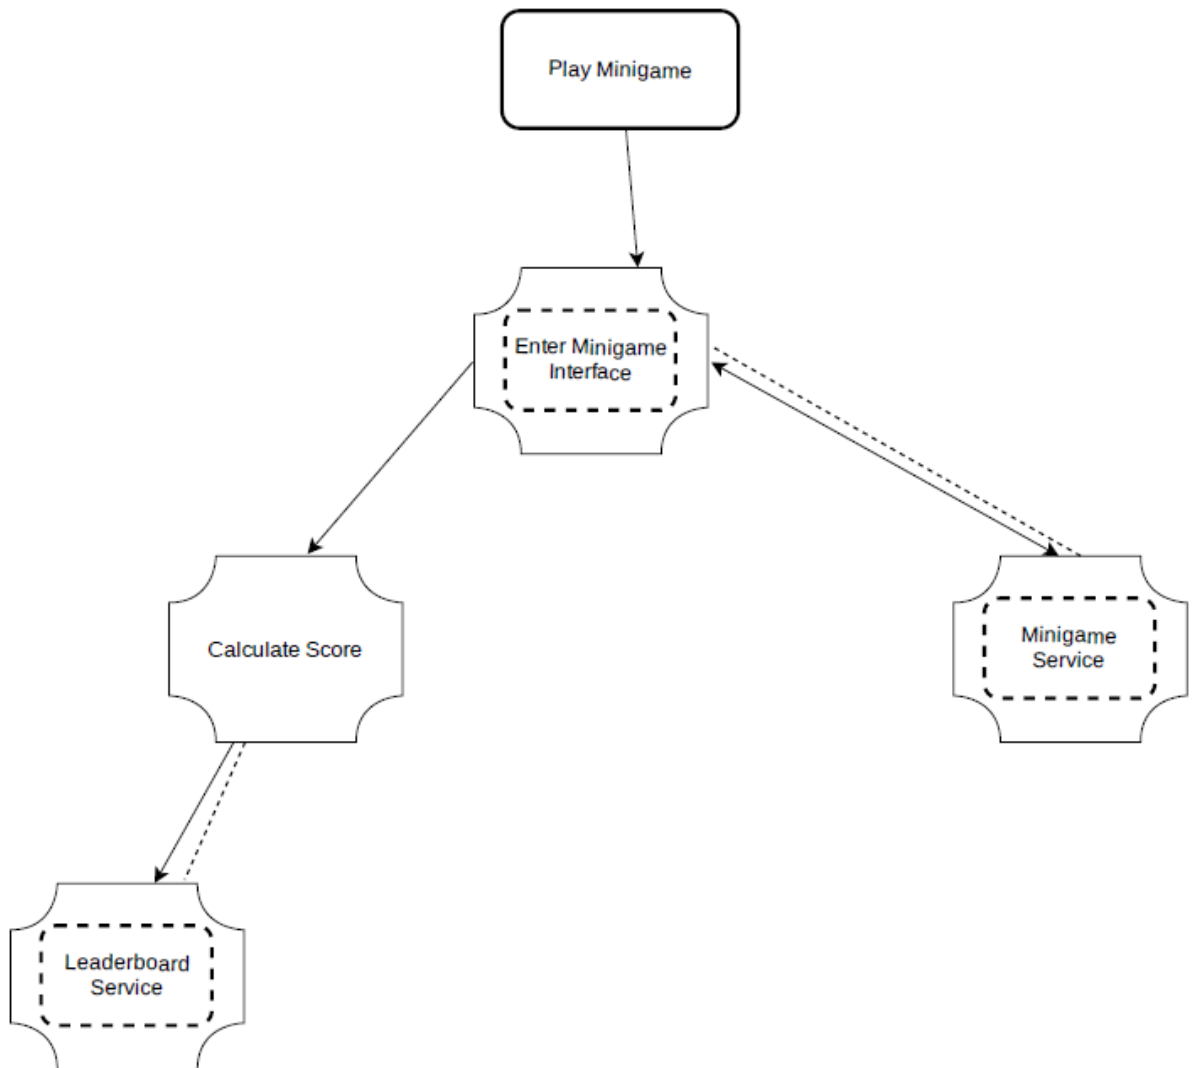 Play Minigame
Enter Minigame
Interface
Calculate Score
Minigame
Service
Leaderboard
Service